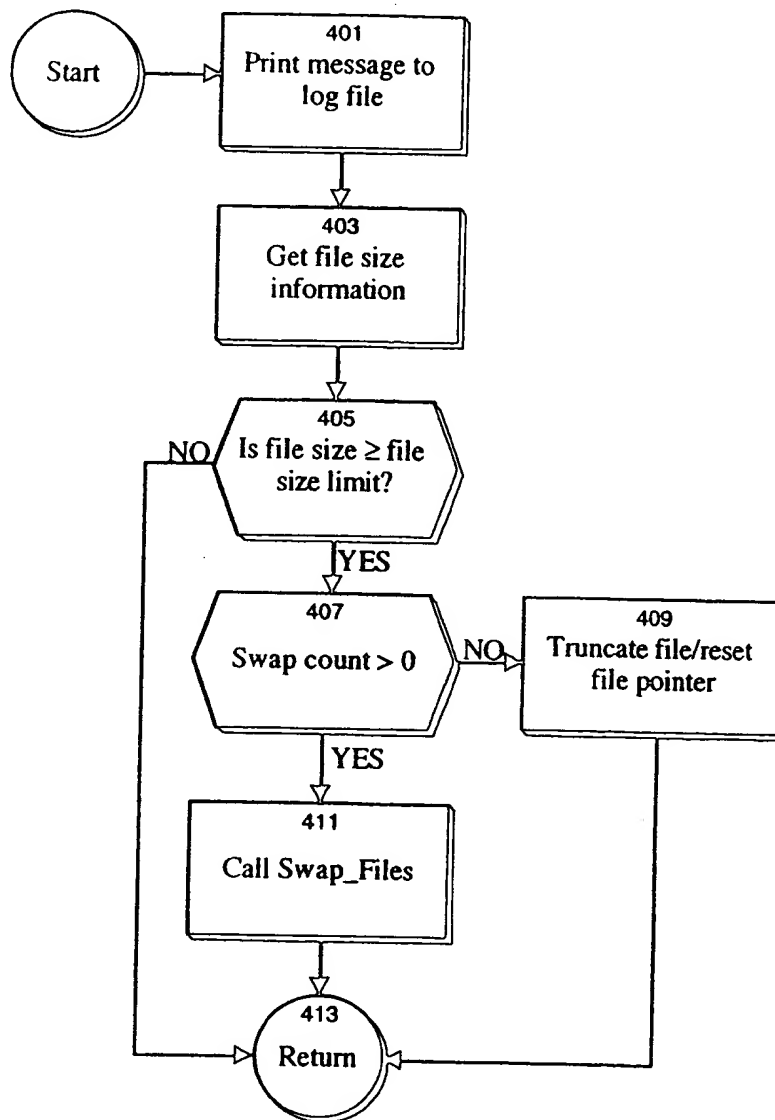 Start
401
Print message to
log file
403
Get file size
information
405
Is file size ≥ file
size limit?
NO
YES
407
Swap count > 0
NO
409
Truncate file/reset
file pointer
YES
411
Call Swap_Files
413
Return